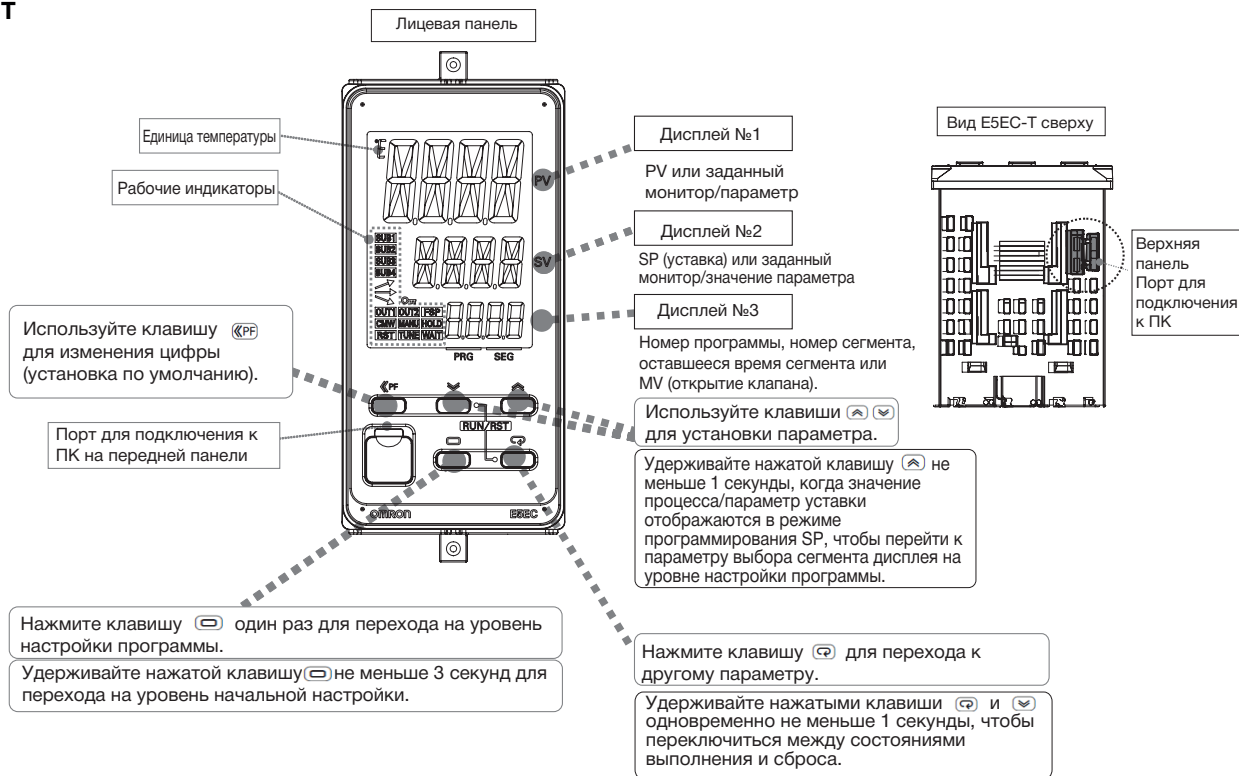 Т
Лицевая панель
Единица температуры
Рабочие индикаторы
°F
PV
SUB1
SUB2
SUB3
SUB4
SV
OUT1 OUT2 FSP
CMW MANU HOLD
RST TUNE WAIT
PRG SEG
PF
RUN/RST
OMRON E5EC
Используйте клавишу PF
для изменения цифры
(установка по умолчанию).
Порт для подключения к
ПК на передней панели
Дисплей №1
PV или заданный
монитор/параметр
Дисплей №2
SP (уставка) или заданный
монитор/значение параметра
Дисплей №3
Номер программы, номер сегмента,
оставшееся время сегмента или
MV (открытие клапана).
Используйте клавиши
для установки параметра.
Удерживайте нажатой клавишу не
меньше 1 секунды, когда значение
процесса/параметр уставки
отображаются в режиме
программирования SP, чтобы перейти к
параметру выбора сегмента дисплея на
уровне настройки программы.
Вид E5EC-T сверху
Верхняя
панель
Порт для
подключения
к ПК
Нажмите клавишу один раз для перехода на уровень
настройки программы.
Удерживайте нажатой клавишу не меньше 3 секунд для
перехода на уровень начальной настройки.
Нажмите клавишу для перехода к
другому параметру.
Удерживайте нажатыми клавиши и
одновременно не меньше 1 секунды, чтобы
переключиться между состояниями
выполнения и сброса.